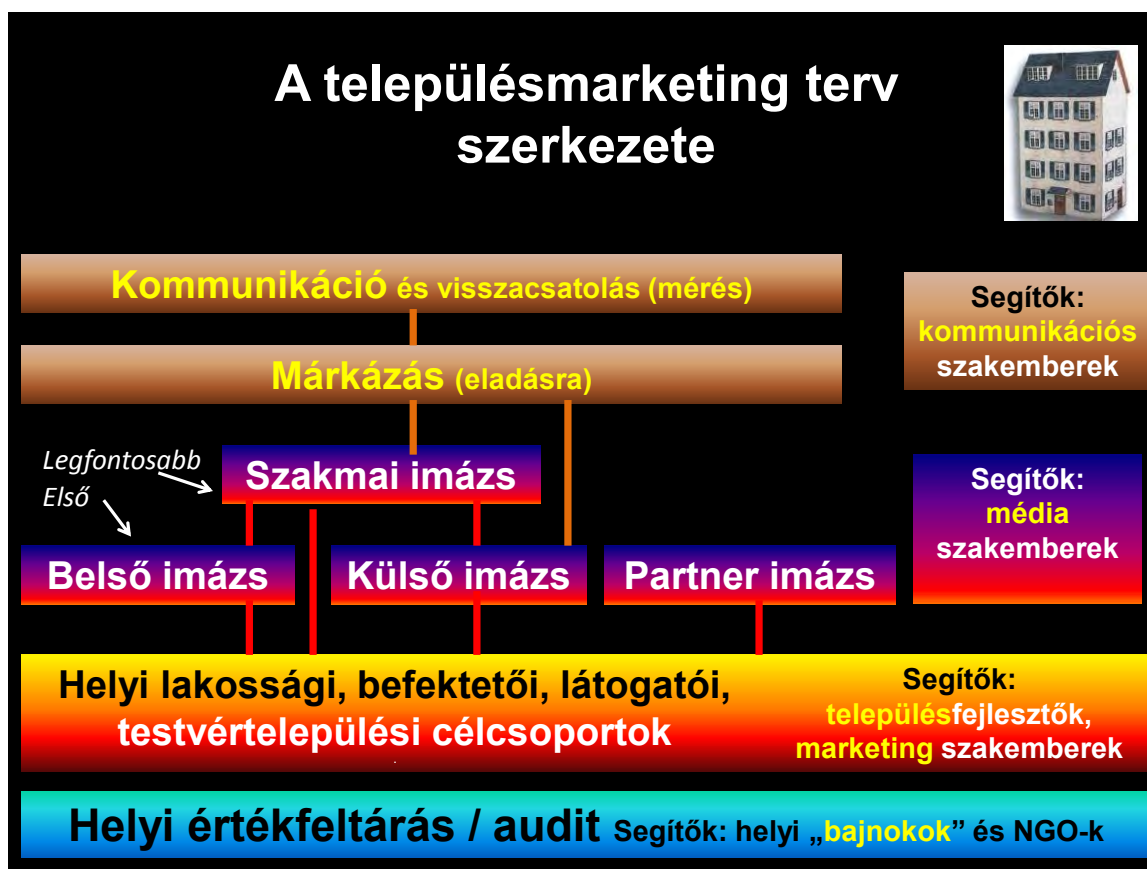 A településmarketing terv
szerkezete
Kommunikáció és visszacsatolás (mérés)
Segítők:
kommunikációs
szakemberek
Márkázás (eladásra)
Legfontosabb
Első
Szakmai imázs
Segítők:
média
szakemberek
Belső imázs
Külső imázs
Partner imázs
Helyi lakossági, befektetői, látogatói,
testvértelepülési célcsoportok
Segítők:
településfejlesztők,
marketing szakemberek
Helyi értékfeltárás / audit Segítők: helyi „bajnokok” és NGO-k